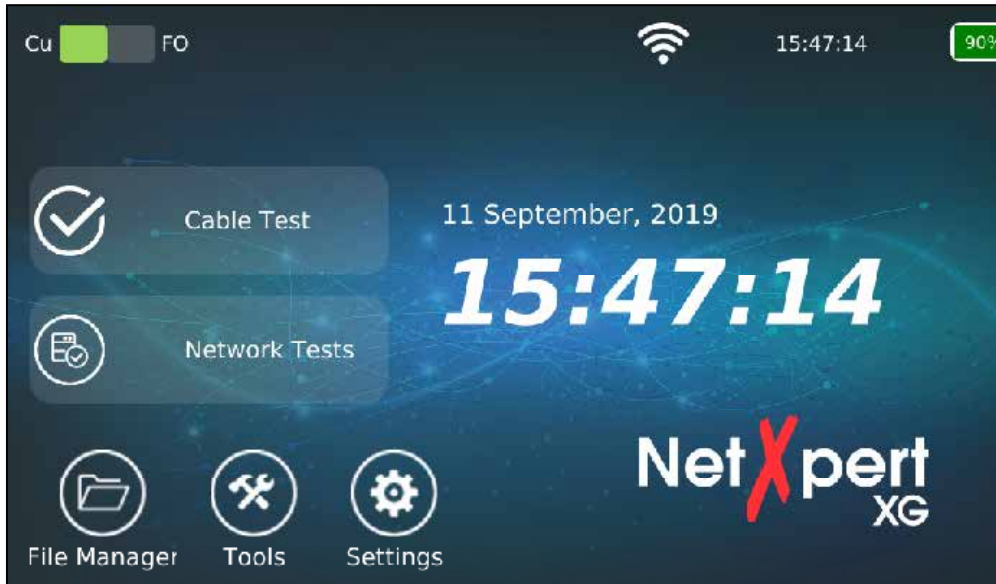 Cu FO 15:47:14 90%
Cable Test
11 September, 2019
15:47:14
Network Tests
NetXpert
XG
File Manager Tools Settings